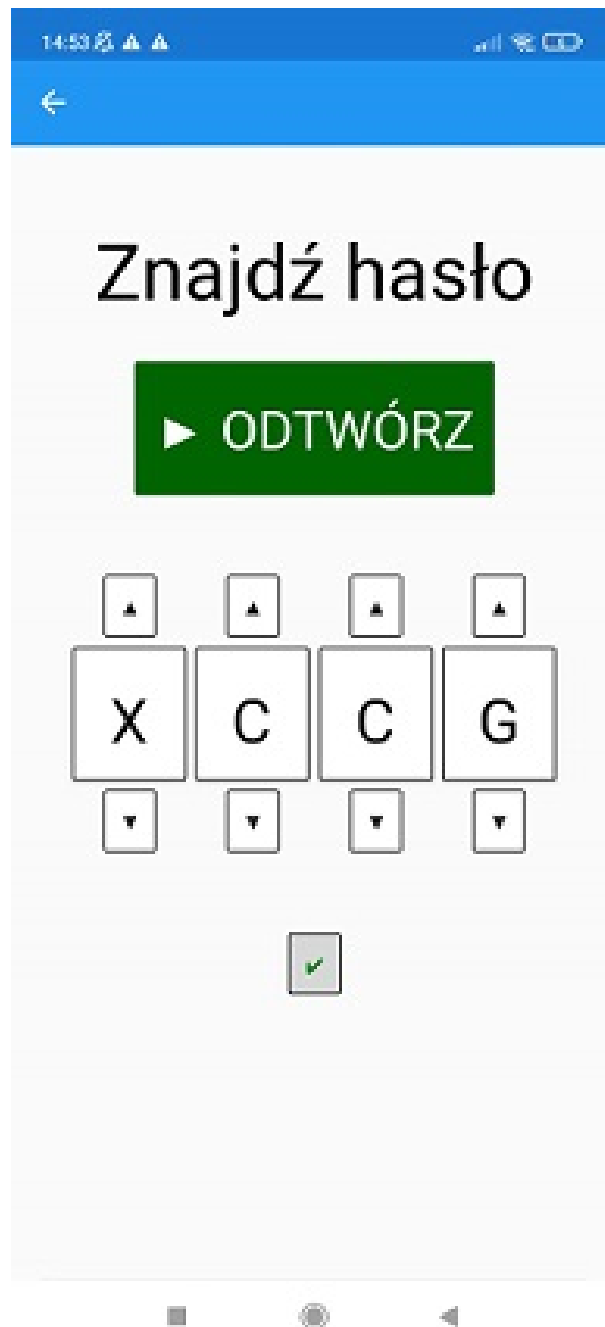 14:53
Znajdź hasło
► ODTWÓRZ
▲ ▲ ▲ ▲
X C C G
▼ ▼ ▼ ▼
✔